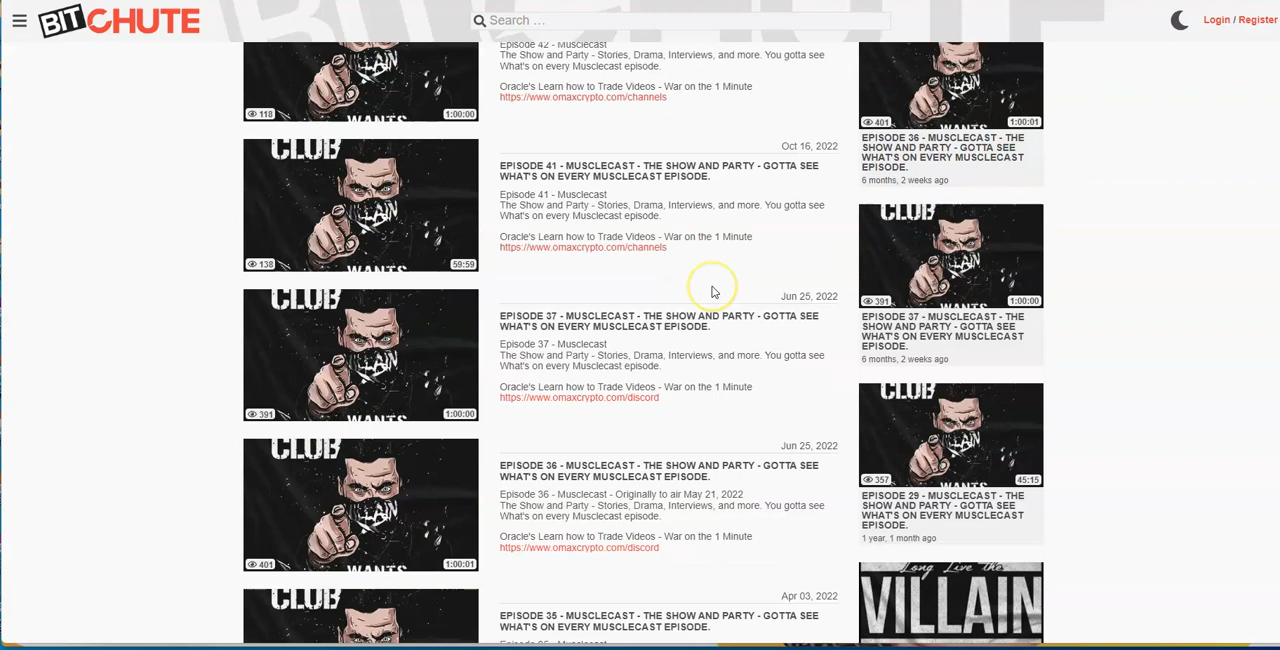 BITCHUTE
Search …
Login / Register
118
1:00:00
WANTS
Episode 42 - Musclecast
The Show and Party - Stories, Drama, Interviews, and more. You gotta see
What's on every Musclecast episode.
Oracle's Learn how to Trade Videos - War on the 1 Minute
https://www.omaxcrypto.com/channels
CLUB
VILLAIN
WANTS
138
59:59
Oct 16, 2022
EPISODE 41 - MUSCLECAST - THE SHOW AND PARTY - GOTTA SEE
WHAT'S ON EVERY MUSCLECAST EPISODE.
Episode 41 - Musclecast
The Show and Party - Stories, Drama, Interviews, and more. You gotta see
What's on every Musclecast episode.
Oracle's Learn how to Trade Videos - War on the 1 Minute
https://www.omaxcrypto.com/channels
CLUB
VILLAIN
WANTS
391
1:00:00
Jun 25, 2022
EPISODE 37 - MUSCLECAST - THE SHOW AND PARTY - GOTTA SEE
WHAT'S ON EVERY MUSCLECAST EPISODE.
Episode 37 - Musclecast
The Show and Party - Stories, Drama, Interviews, and more. You gotta see
What's on every Musclecast episode.
Oracle's Learn how to Trade Videos - War on the 1 Minute
https://www.omaxcrypto.com/discord
CLUB
VILLAIN
WANTS
401
1:00:01
Jun 25, 2022
EPISODE 36 - MUSCLECAST - THE SHOW AND PARTY - GOTTA SEE
WHAT'S ON EVERY MUSCLECAST EPISODE.
Episode 36 - Musclecast - Originally to air May 21, 2022
The Show and Party - Stories, Drama, Interviews, and more. You gotta see
What's on every Musclecast episode.
Oracle's Learn how to Trade Videos - War on the 1 Minute
https://www.omaxcrypto.com/discord
CLUB
Apr 03, 2022
EPISODE 35 - MUSCLECAST - THE SHOW AND PARTY - GOTTA SEE
WHAT'S ON EVERY MUSCLECAST EPISODE.
401
1:00:01
EPISODE 36 - MUSCLECAST - THE
SHOW AND PARTY - GOTTA SEE
WHAT'S ON EVERY MUSCLECAST
EPISODE.
6 months, 2 weeks ago
CLUB
391
1:00:00
EPISODE 37 - MUSCLECAST - THE
SHOW AND PARTY - GOTTA SEE
WHAT'S ON EVERY MUSCLECAST
EPISODE.
6 months, 2 weeks ago
CLUB
357
45:15
EPISODE 29 - MUSCLECAST - THE
SHOW AND PARTY - GOTTA SEE
WHAT'S ON EVERY MUSCLECAST
EPISODE.
1 year, 1 month ago
Long Live the
VILLAIN